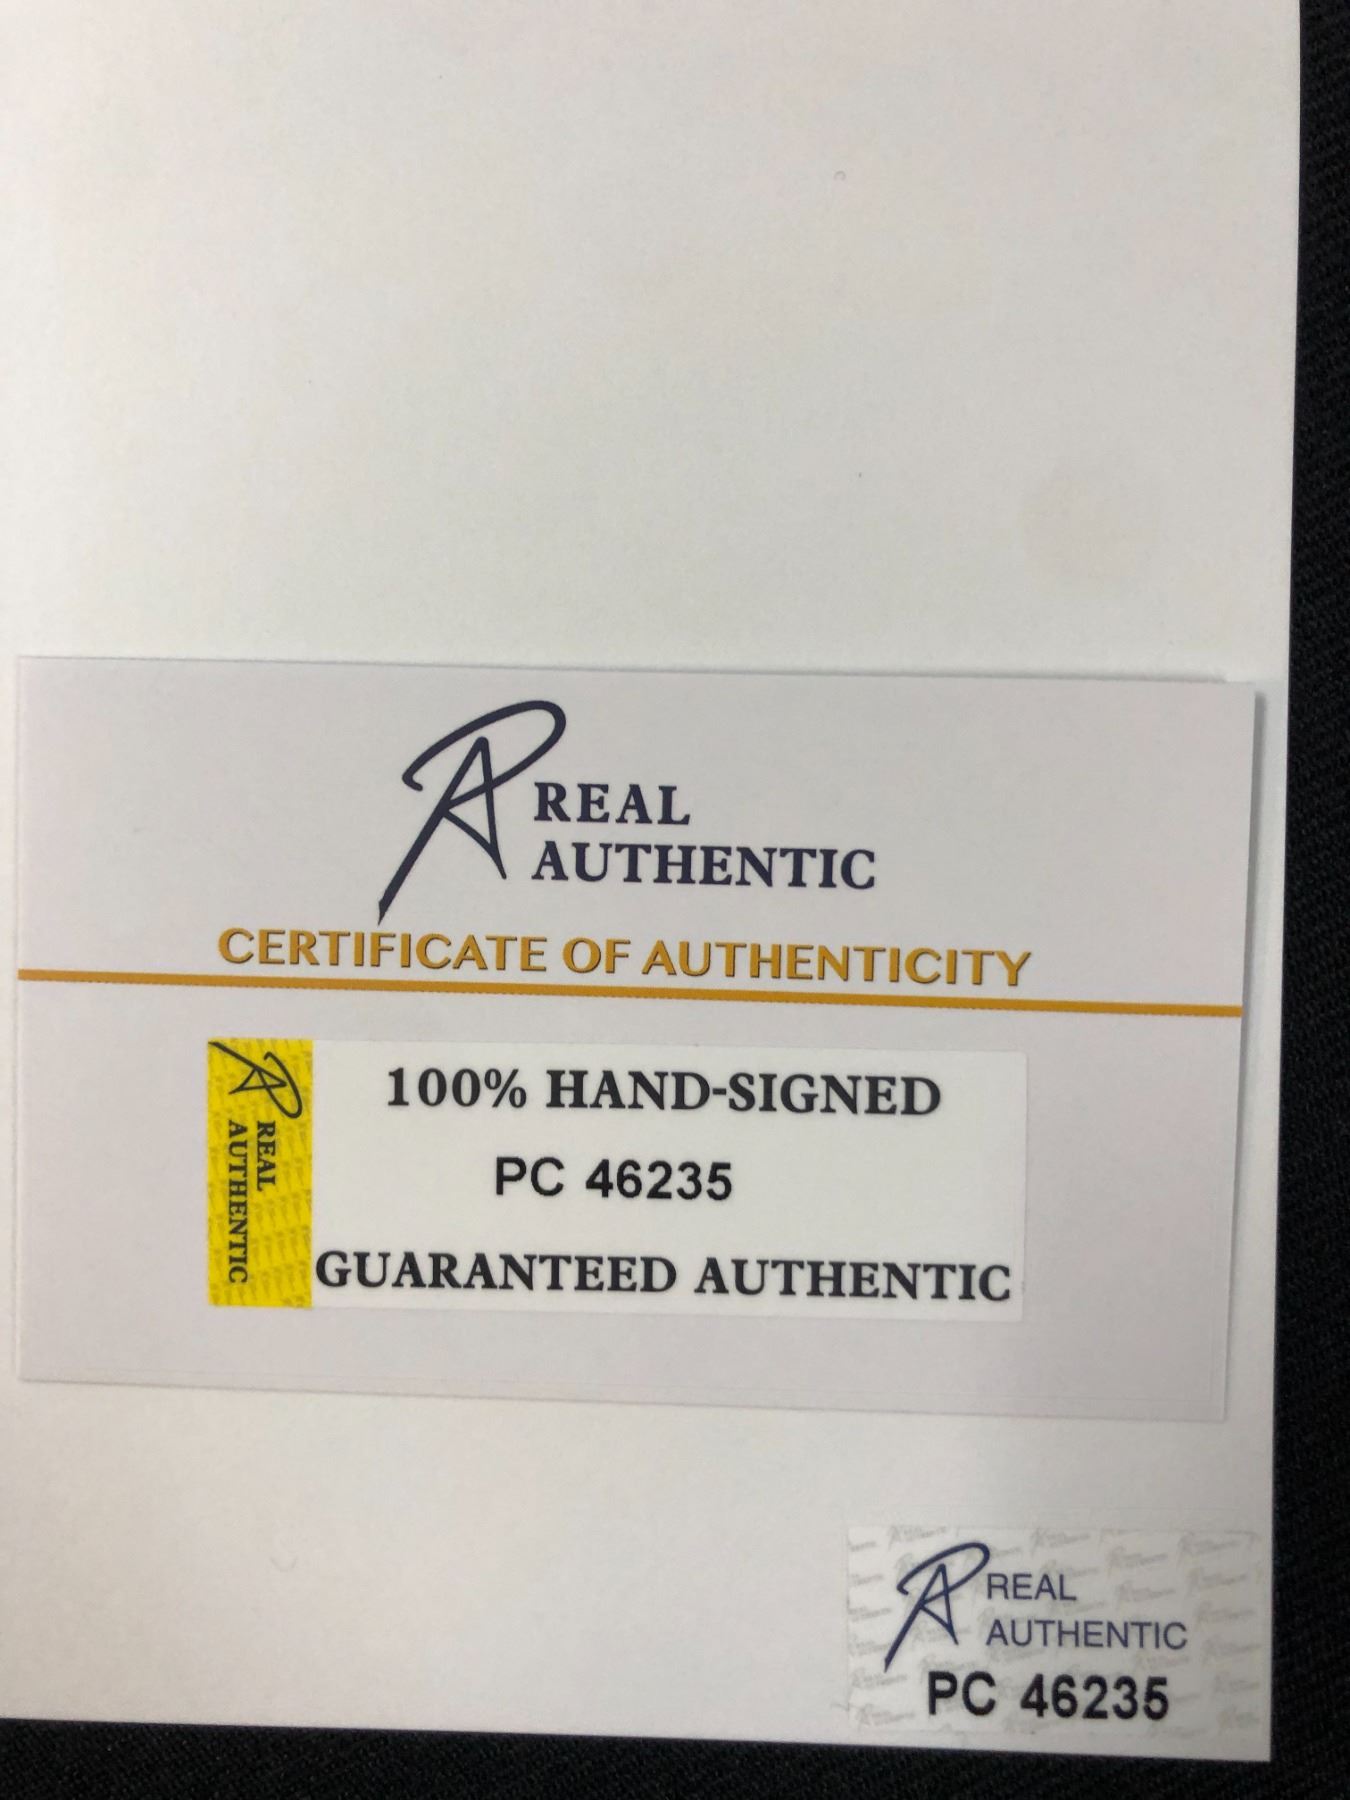 REAL
AUTHENTIC
CERTIFICATE OF AUTHENTICITY
REAL
AUTHENTIC
100% HAND-SIGNED
PC 46235
GUARANTEED AUTHENTIC
REAL
AUTHENTIC
PC 46235